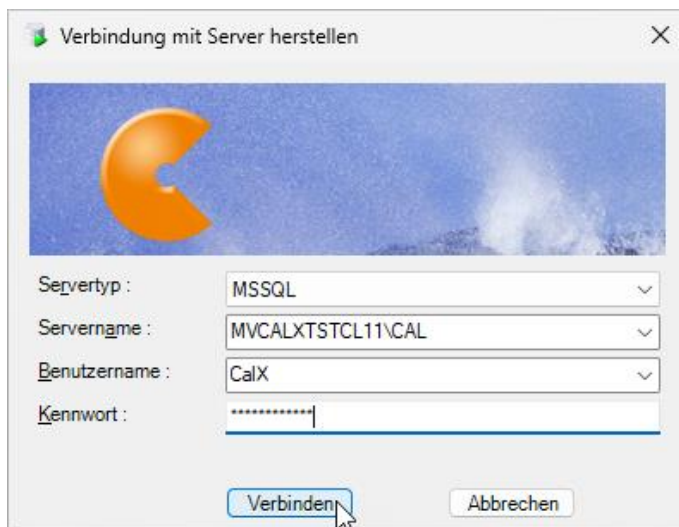 Verbindung mit Server herstellen
Servertyp : MSSQL
Servername : MVCALXTSTCL11\CAL
Benutzername : CalX
Kennwort : ************
Verbinden Abbrechen